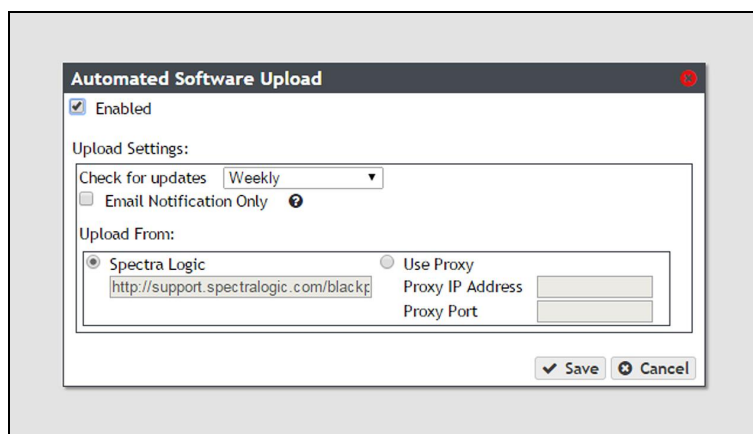 Automated Software Upload
Enabled
Upload Settings:
Check for updates Weekly
Email Notification Only
Upload From:
Spectra Logic Use Proxy
http://support.spectralogic.com/blackp Proxy IP Address
Proxy Port
Save Cancel